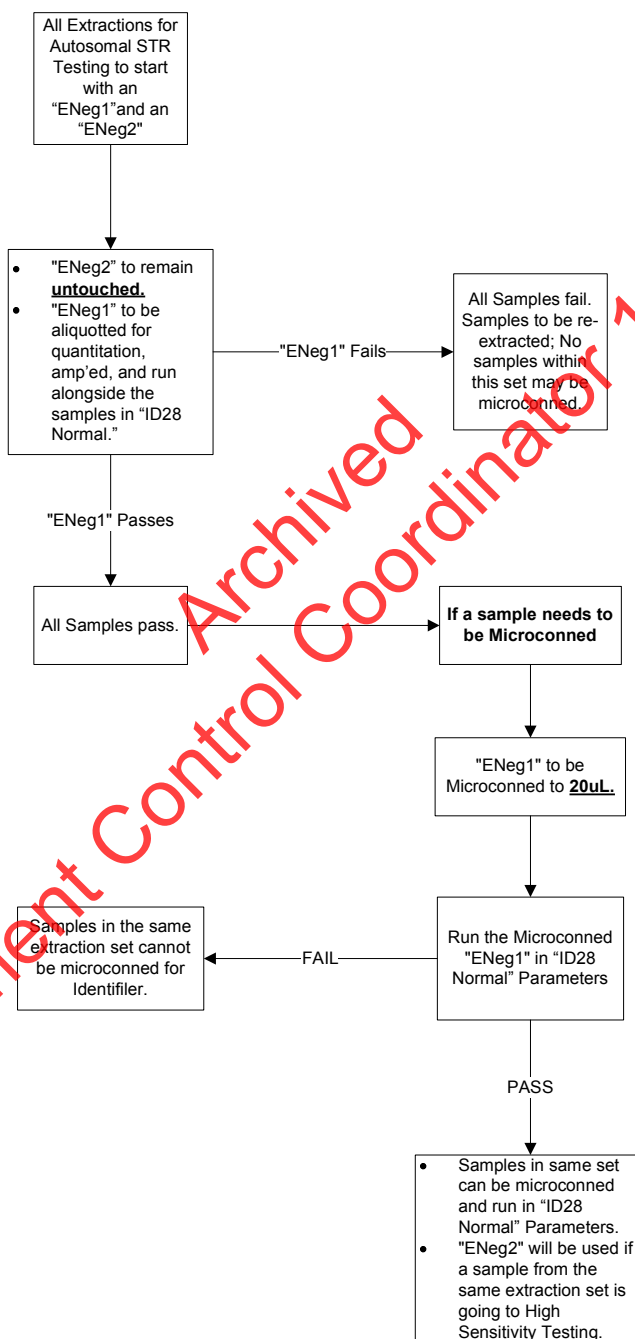 All Extractions for
Autosomal STR
Testing to start
with an
“ENeg1”and an
“ENeg2"
• "ENeg2” to remain
untouched.
• "ENeg1” to be
aliquotted for
quantitation,
amp’ed, and run
alongside the
samples in “ID28
Normal.”
"ENeg1" Fails
All Samples fail.
Samples to be re-
extracted; No
samples within
this set may be
microconned.
"ENeg1" Passes
All Samples pass.
If a sample needs to
be Microconned
"ENeg1" to be
Microconned to 20uL.
Run the Microconned
"ENeg1" in “ID28
Normal” Parameters
FAIL
Samples in the same
extraction set cannot
be microconned for
Identifiler.
PASS
• Samples in same set
can be microconned
and run in “ID28
Normal” Parameters.
• "ENeg2" will be used if
a sample from the
same extraction set is
going to High
Sensitivity Testing.
Archived
Control Coordinator